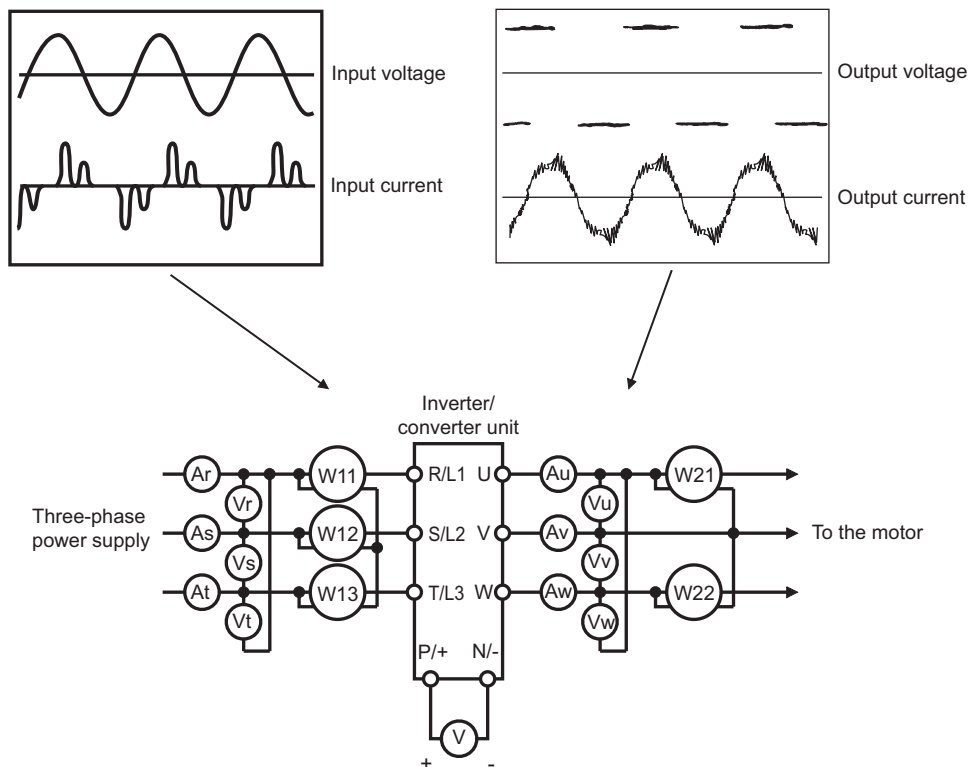 Input voltage
Input current
Output voltage
Output current
Inverter/
converter unit
Three-phase
power supply
Ar
Vr
As
Vs
At
Vt
W11
W12
W13
R/L1
U
S/L2
V
T/L3
W
P/+
N/-
V
+
-
Au
Vu
Av
Vv
Aw
Vw
W21
W22
To the motor